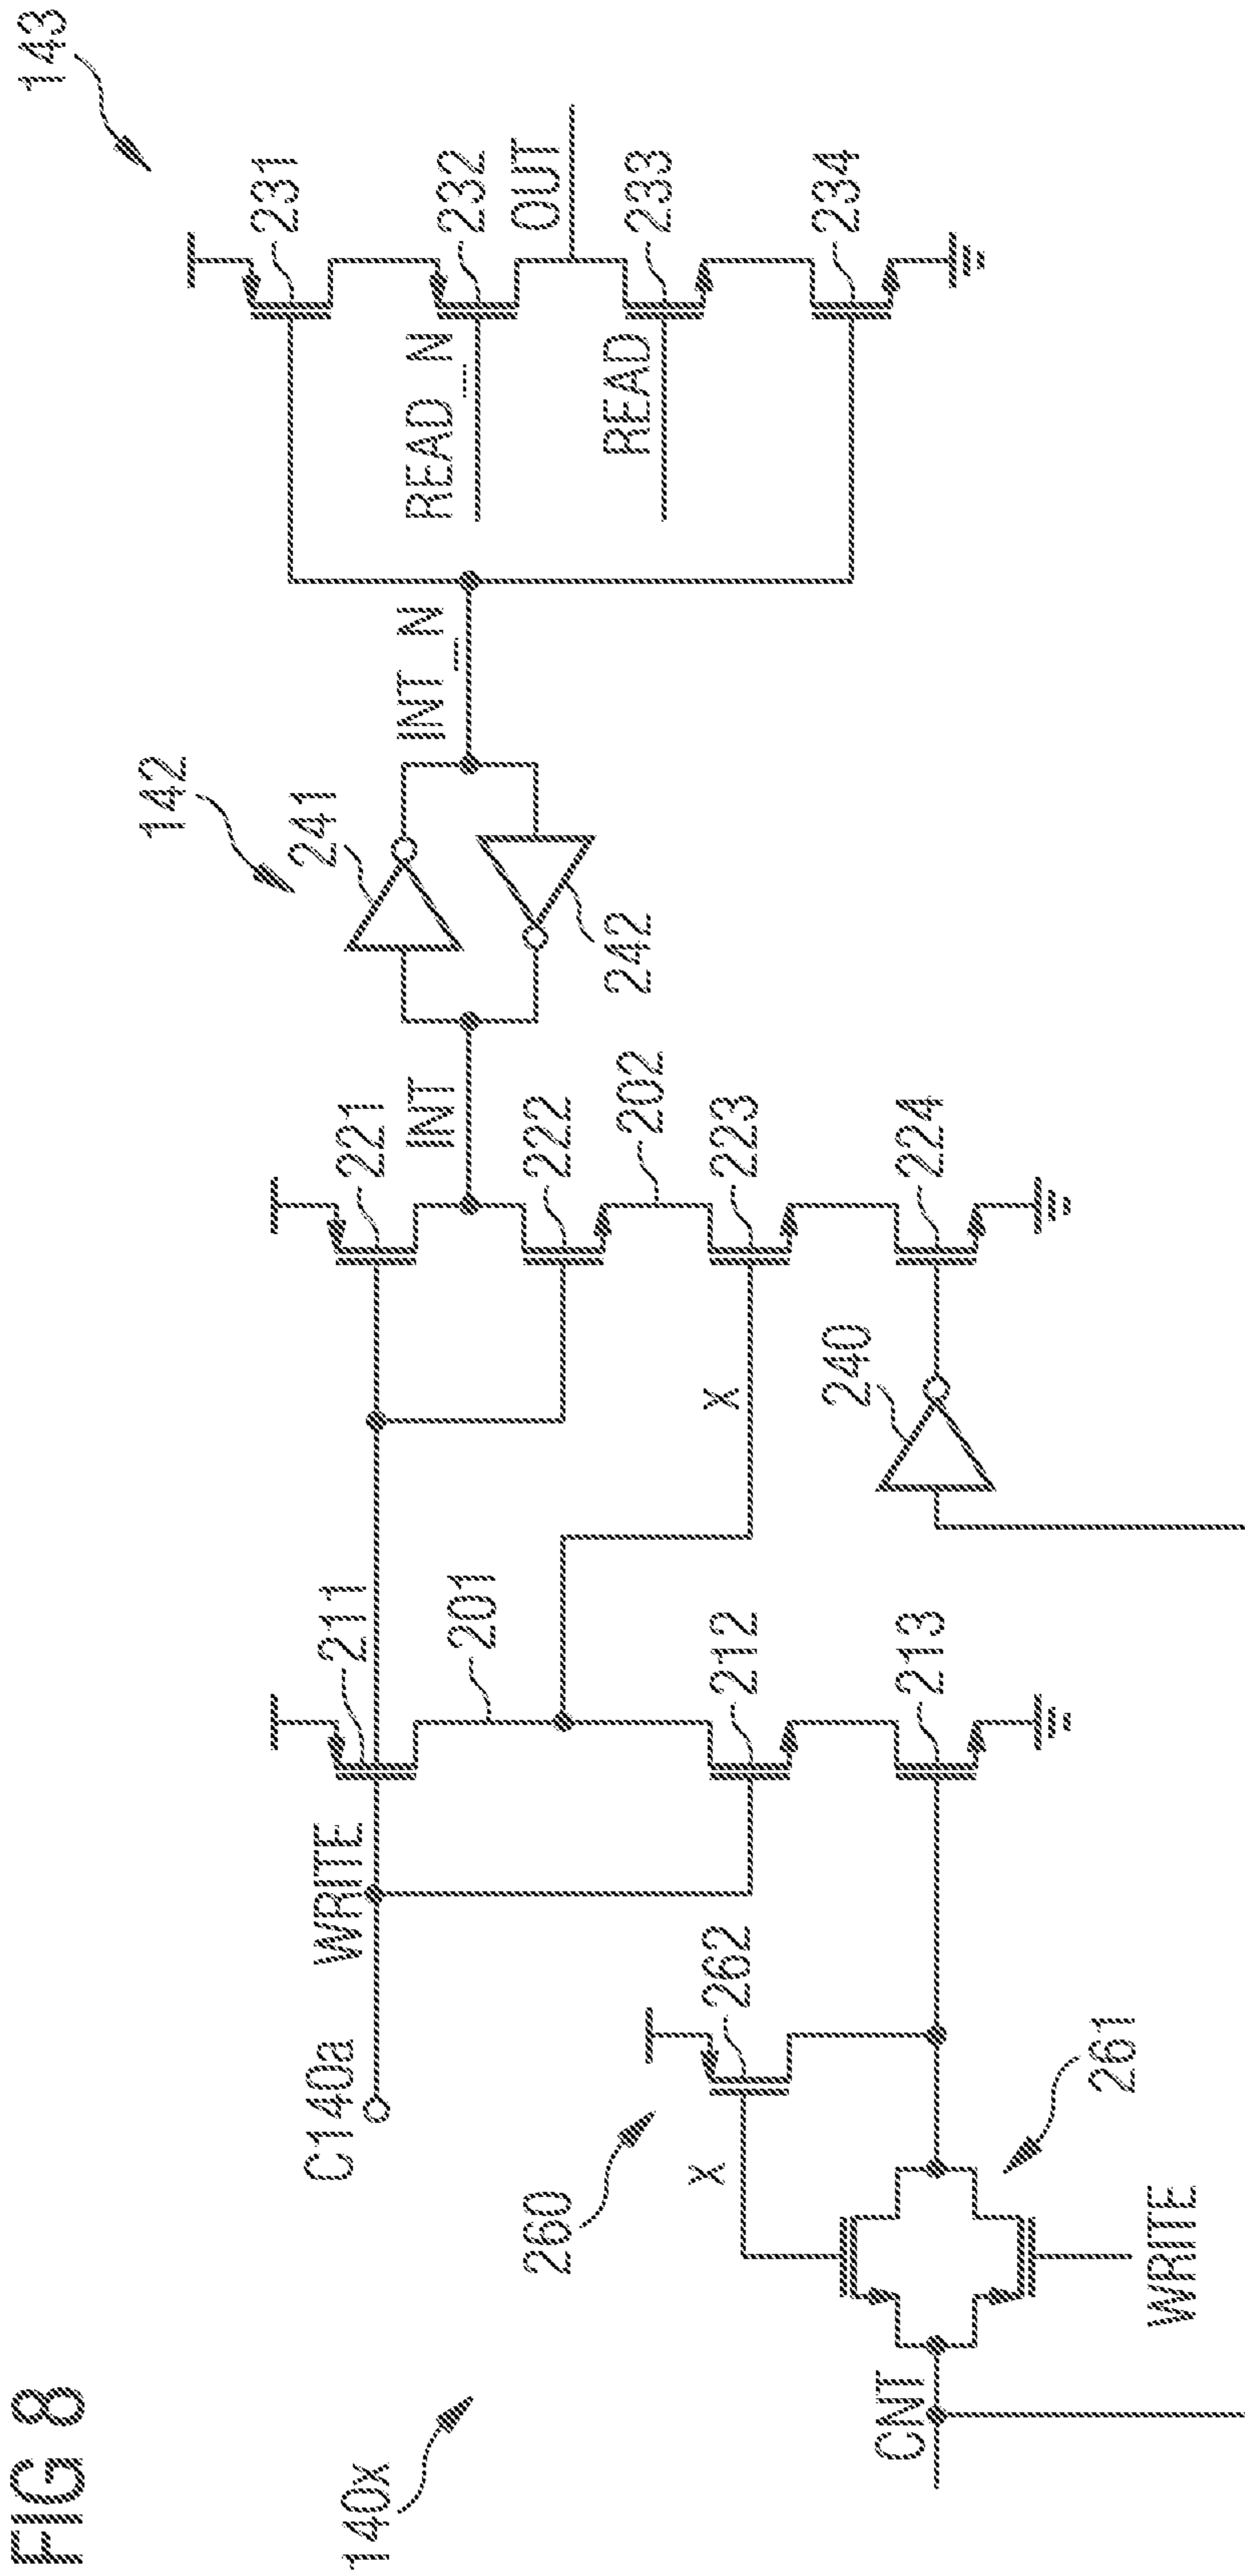 FIG 8
140x
143
142
C140a
WRITE
211
201
212
213
260
262
X
261
WRITE
CNT
221
222
202
223
224
X
240
INT
241
242
INT_N
READ_N
READ
231
232
OUT
233
234